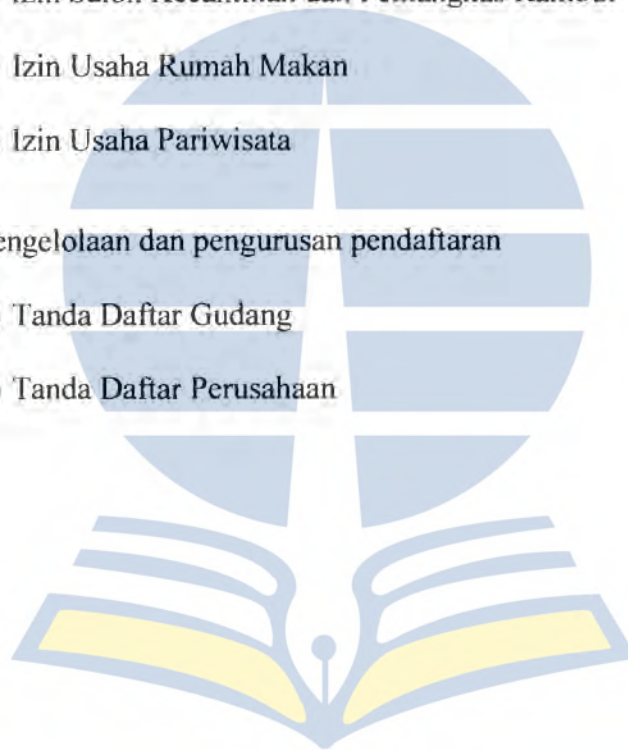 Izin Usaha Rumah Makan
Izin Usaha Pariwisata
engelolaan dan pengurusan pendaftaran
Tanda Daftar Gudang
Tanda Daftar Perusahaan